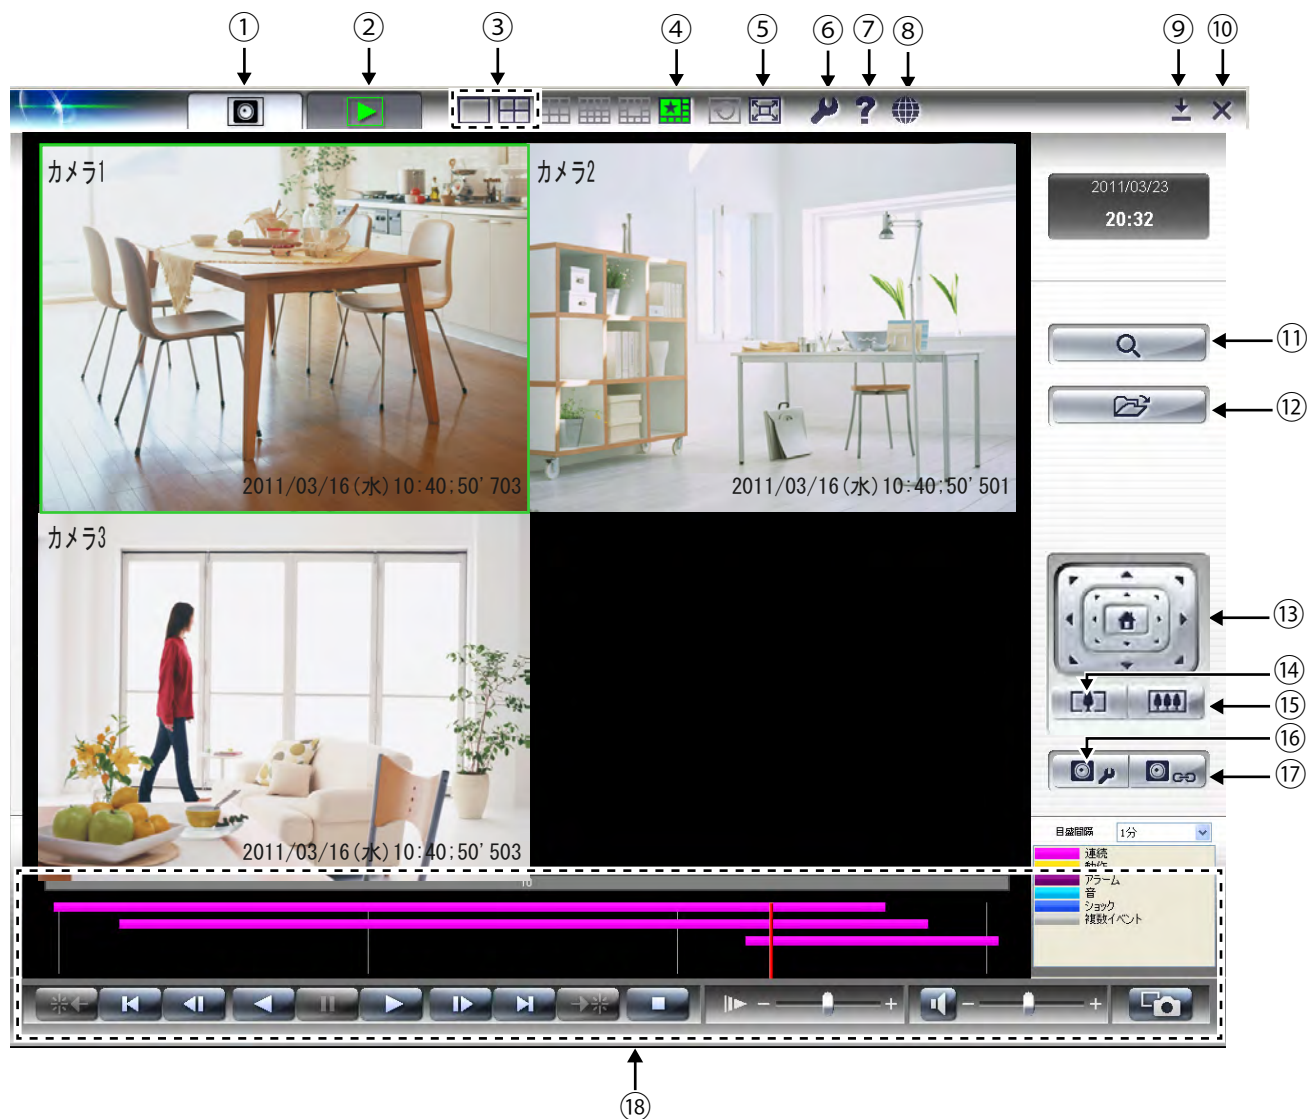 ① ② ③ ④ ⑤ ⑥ ⑦ ⑧ ⑨ ⑩
カメラ1
カメラ2
2011/03/23
20:32
⑪
⑫
2011/03/16(水)10:40;50'703
2011/03/16(水)10:40;50'501
カメラ3
⑬
⑭
⑮
⑯
⑰
目盛間隔 1分
2011/03/16(水)10:40;50'503
連続
動作
アラーム
音
ショック
複数イベント
10
⑱